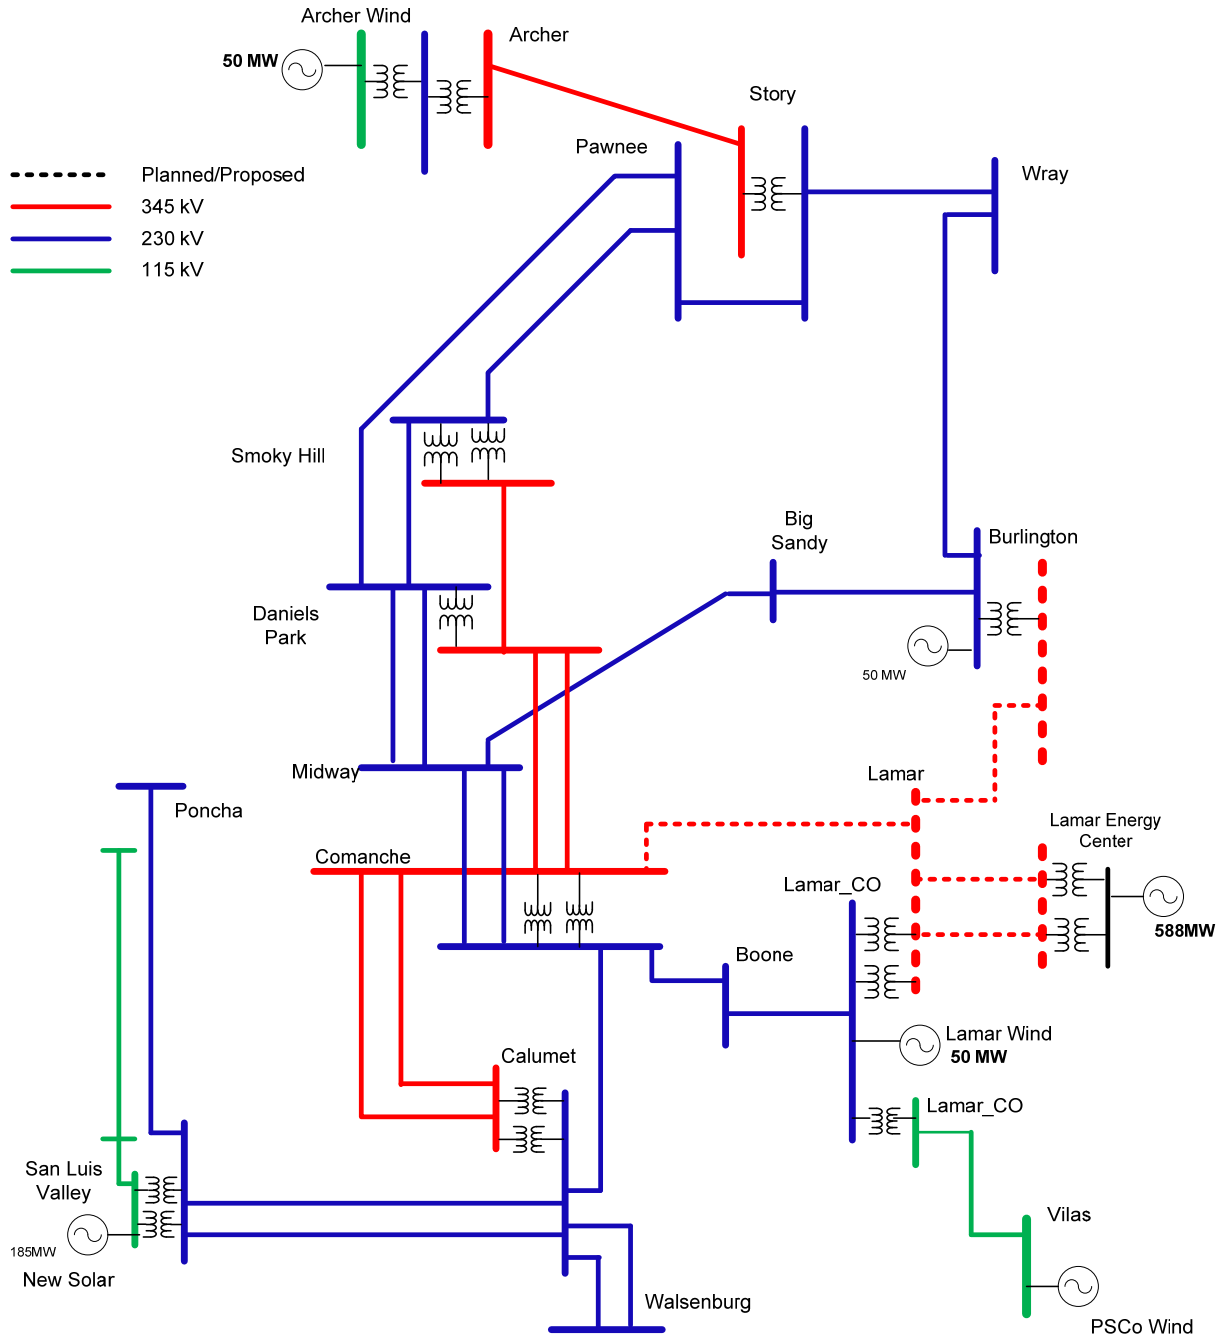 Archer Wind
Archer
50 MW
Story
Pawnee
Wray
Planned/Proposed
345 kV
230 kV
115 kV
Smoky Hill
Big
Sandy
Burlington
Daniels
Park
50 MW
Midway
Lamar
Poncha
Lamar Energy
Center
Comanche
Lamar_CO
588MW
Boone
Lamar Wind
50 MW
Calumet
Lamar_CO
San Luis
Valley
185MW
New Solar
Vilas
Walsenburg
PSCo Wind